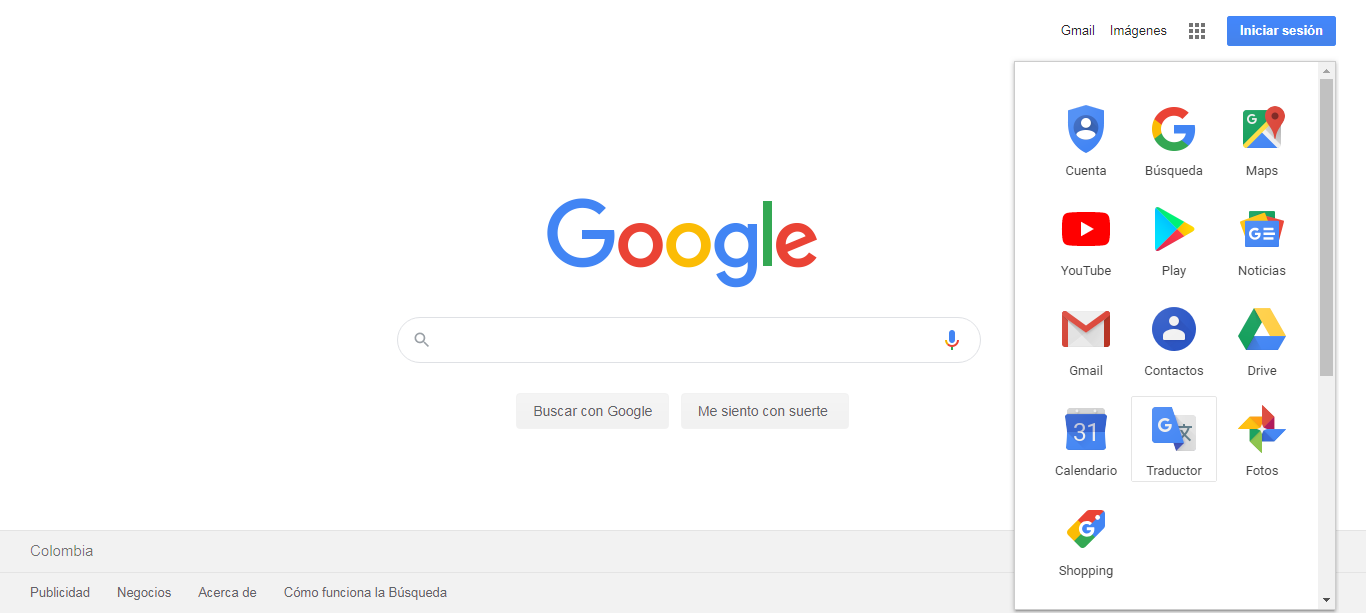 Gmail Imágenes Iniciar sesión
Google
Buscar con Google Me siento con suerte
Cuenta Búsqueda Maps
YouTube Play Noticias
Gmail Contactos Drive
31
Calendario Traductor Fotos
Shopping
Colombia
Publicidad Negocios Acerca de Cómo funciona la Búsqueda